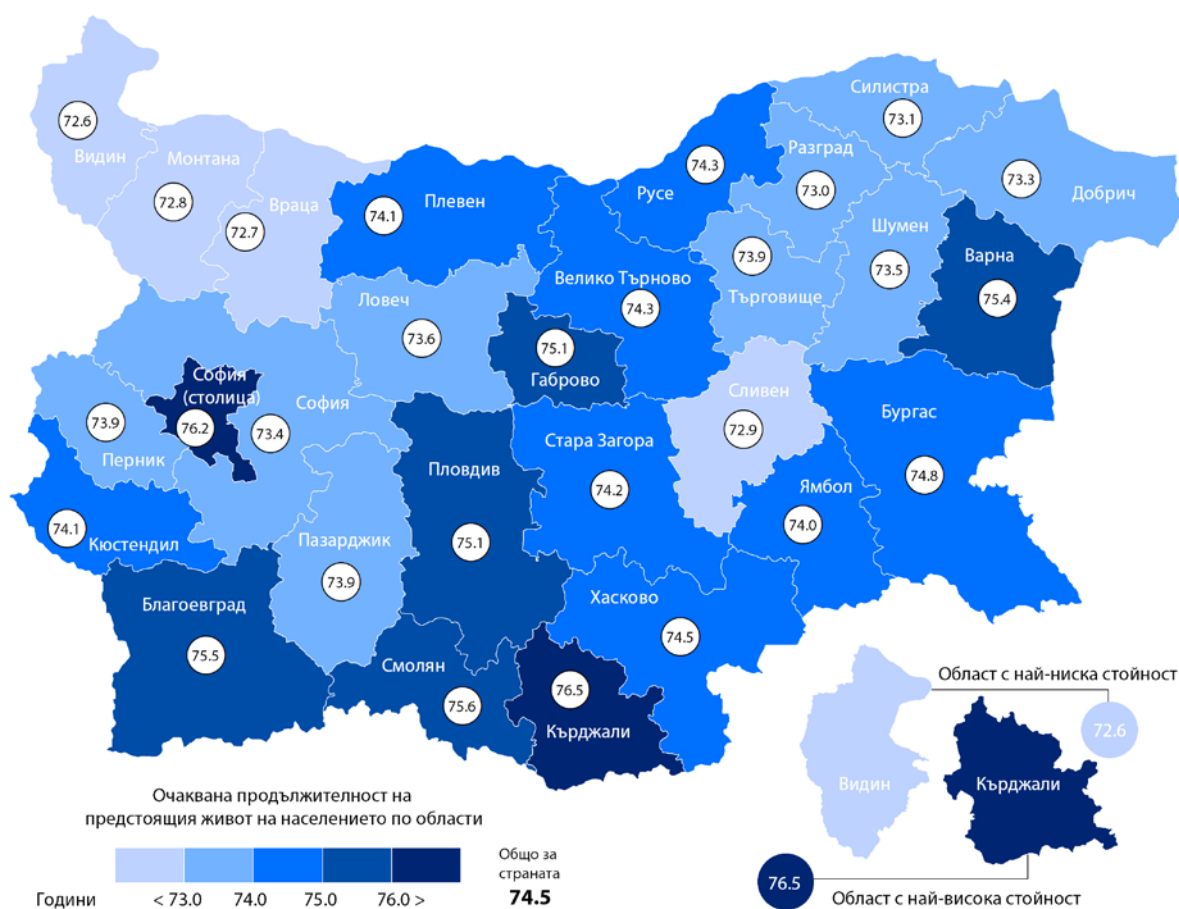 Силистра
73.1
72.6
Видин
Монтана
72.8
Враца
72.7
Плевен
74.1
74.3
Русе
Разград
73.0
73.3
Добрич
Шумен
73.5
73.9
Търговище
Варна
75.4
Велико Търново
74.3
Ловеч
73.6
75.1
Габрово
София
(столица)
76.2
София
73.4
73.9
Перник
Сливен
72.9
Бургас
74.8
Стара Загора
74.2
Ямбол
74.0
Пловдив
75.1
74.1
Кюстендил
Пазарджик
73.9
Благоевград
75.5
Хасково
74.5
Смолян
75.6
76.5
Кърджали
Област с най-ниска стойност
72.6
Видин
Кърджали
76.5
Област с най-висока стойност
Очаквана продължителност на
предстоящия живот на населението по области
Години < 73.0 74.0 75.0 76.0 >
Общо за
страната
74.5